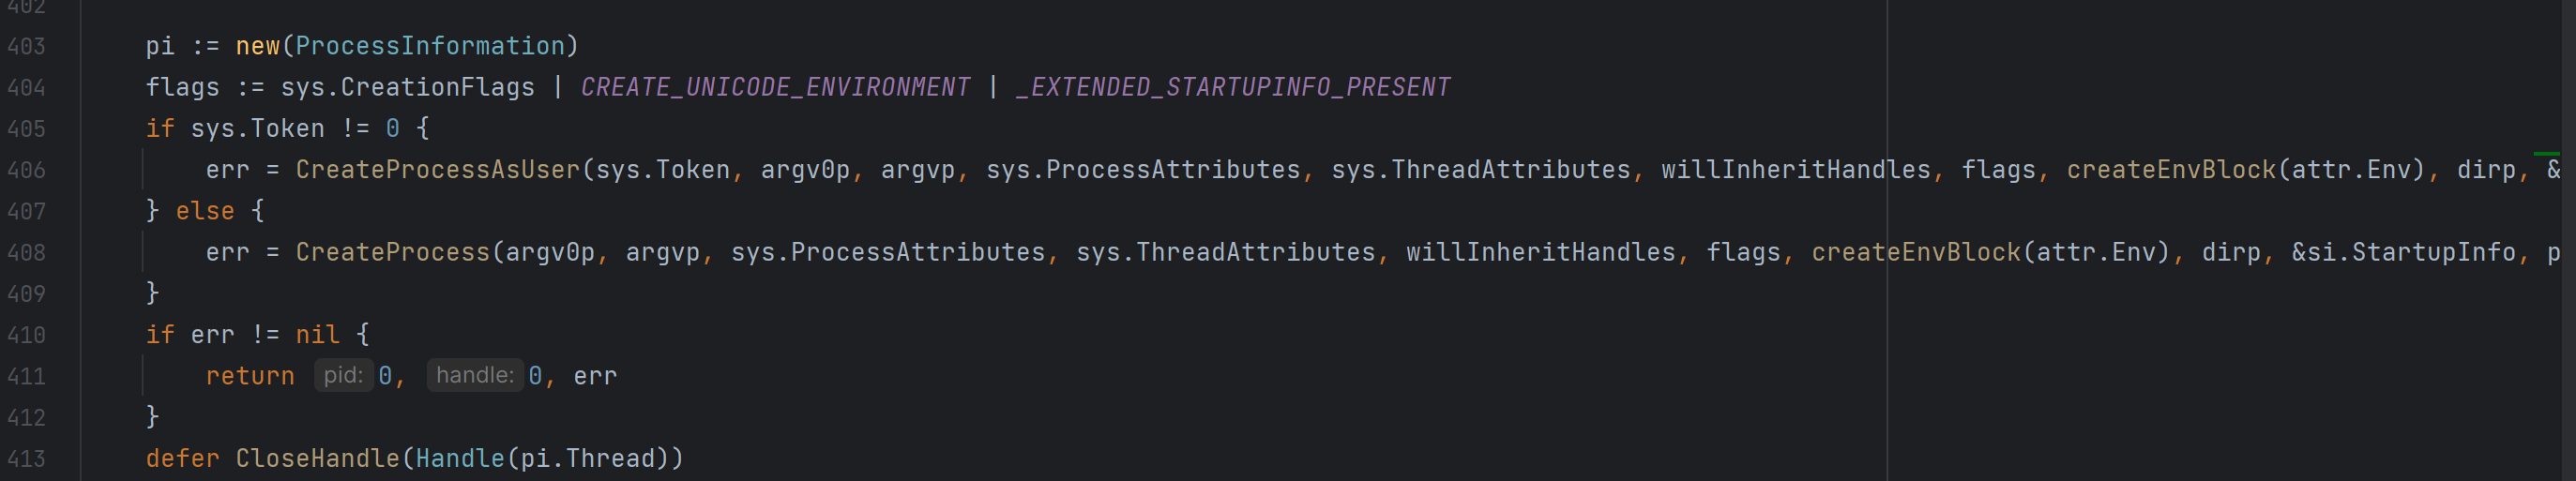 402
403 pi := new(ProcessInformation)
404 flags := sys.CreationFlags | CREATE_UNICODE_ENVIRONMENT | _EXTENDED_STARTUPINFO_PRESENT
405 if sys.Token != 0 {
406 err = CreateProcessAsUser(sys.Token, argv0p, argvp, sys.ProcessAttributes, sys.ThreadAttributes, willInheritHandles, flags, createEnvBlock(attr.Env), dirp, &
407 } else {
408 err = CreateProcess(argv0p, argvp, sys.ProcessAttributes, sys.ThreadAttributes, willInheritHandles, flags, createEnvBlock(attr.Env), dirp, &si.StartupInfo, p
409 }
410 if err != nil {
411 return pid: 0, handle: 0, err
412 }
413 defer CloseHandle(Handle(pi.Thread))